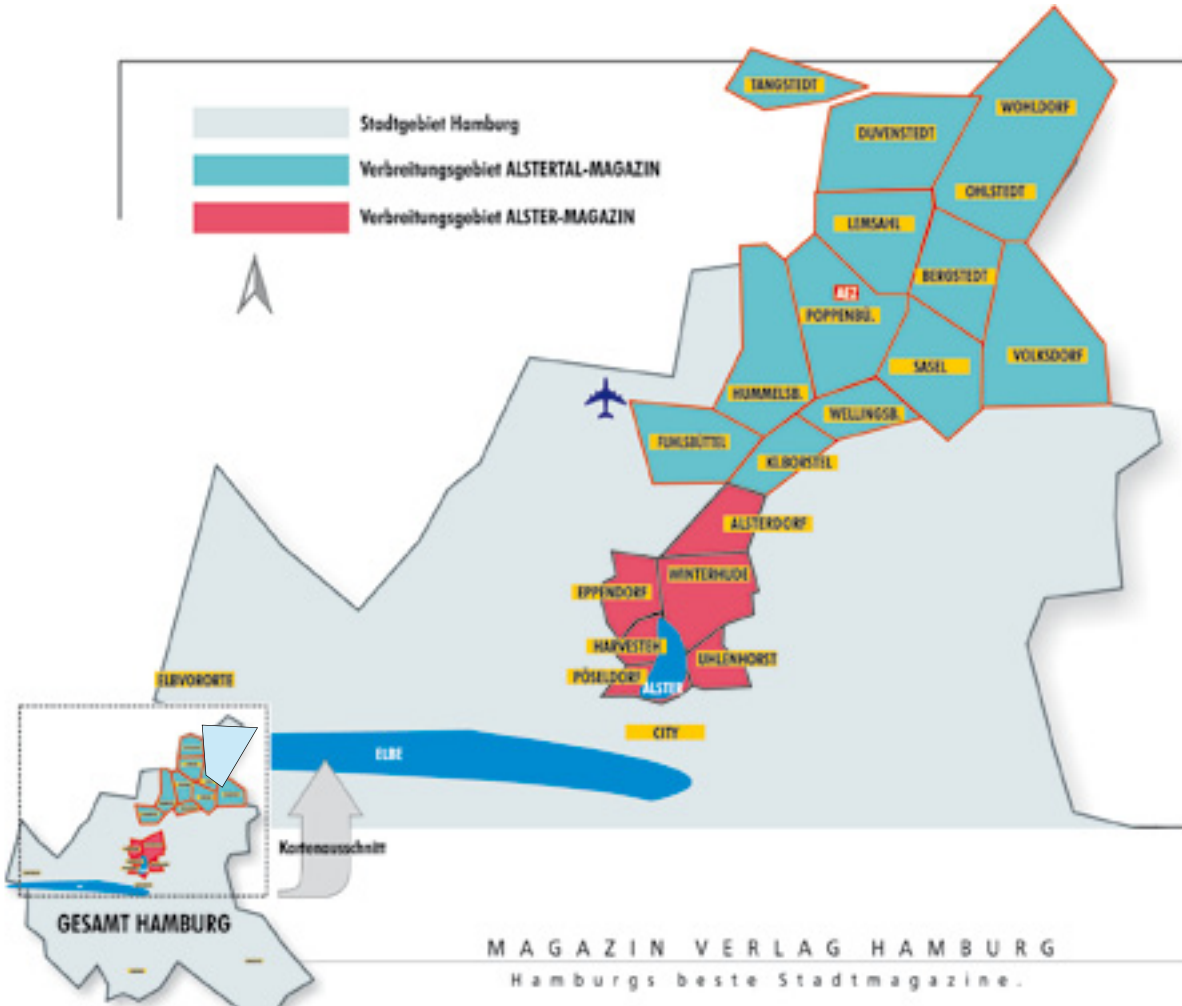 TANGSTEDT
WOHLDORF
Stadtgebiet Hamburg
DUVENSTEDT
Verbreitungsgebiet ALSTERTAL-MAGAZIN
OHLSTEDT
Verbreitungsgebiet ALSTER-MAGAZIN
LEMSAHL
BERGSTEDT
AEZ
POPPENBÜ.
VOLKSDORF
SASEL
HUMMELSB.
WELLINGSB.
FUHLSBÜTTEL
KL.BORSTEL
ALSTERDORF
WINTERHUDE
EPPENDORF
HARVESTEH
UHLENHORST
PÖSELDORF
ELBVORORTE
ALSTER
CITY
ELBE
Kartenausschnitt
GESAMT HAMBURG
MAGAZIN VERLAG HAMBURG
Hamburgs beste Stadtmagazine.